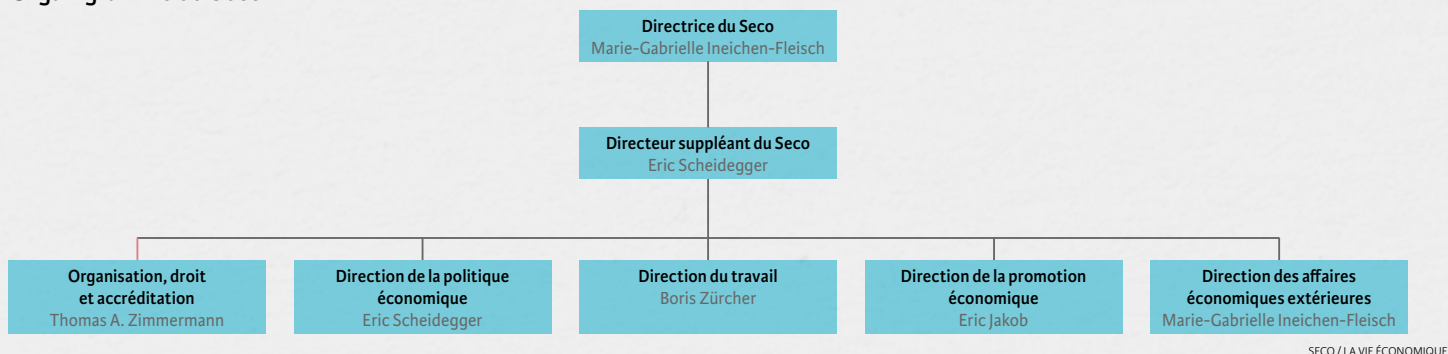 Directrice du Seco
Marie-Gabrielle Ineichen-Fleisch
Directeur suppléant du Seco
Eric Scheidegger
Organisation, droit
et accréditation
Thomas A. Zimmermann
Direction de la politique
économique
Eric Scheidegger
Direction du travail
Boris Zürcher
Direction de la promotion
économique
Eric Jakob
Direction des affaires
économiques extérieures
Marie-Gabrielle Ineichen-Fleisch
SECO / LA VIE ÉCONOMIQUE